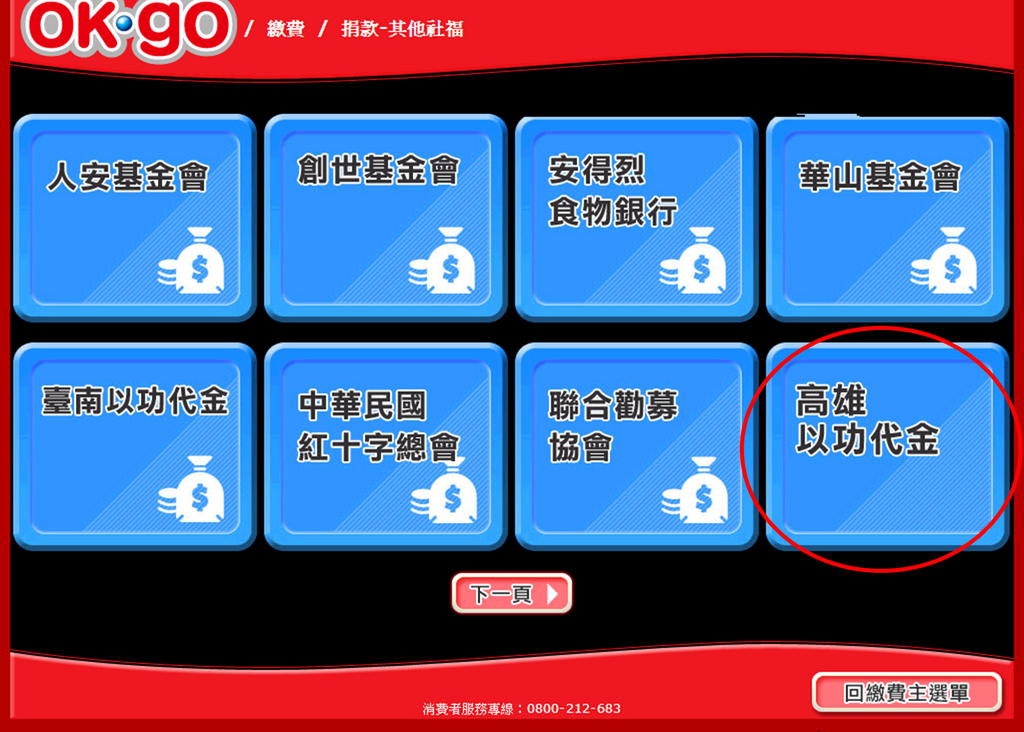 OK·go / 繳費 / 捐款-其他社福
人安基金會
創世基金會
安得烈
食物銀行
華山基金會
臺南以功代金
中華民國
紅十字總會
聯合勸募
協會
高雄
以功代金
下一頁
回繳費主選單
消費者服務專線：0800-212-683